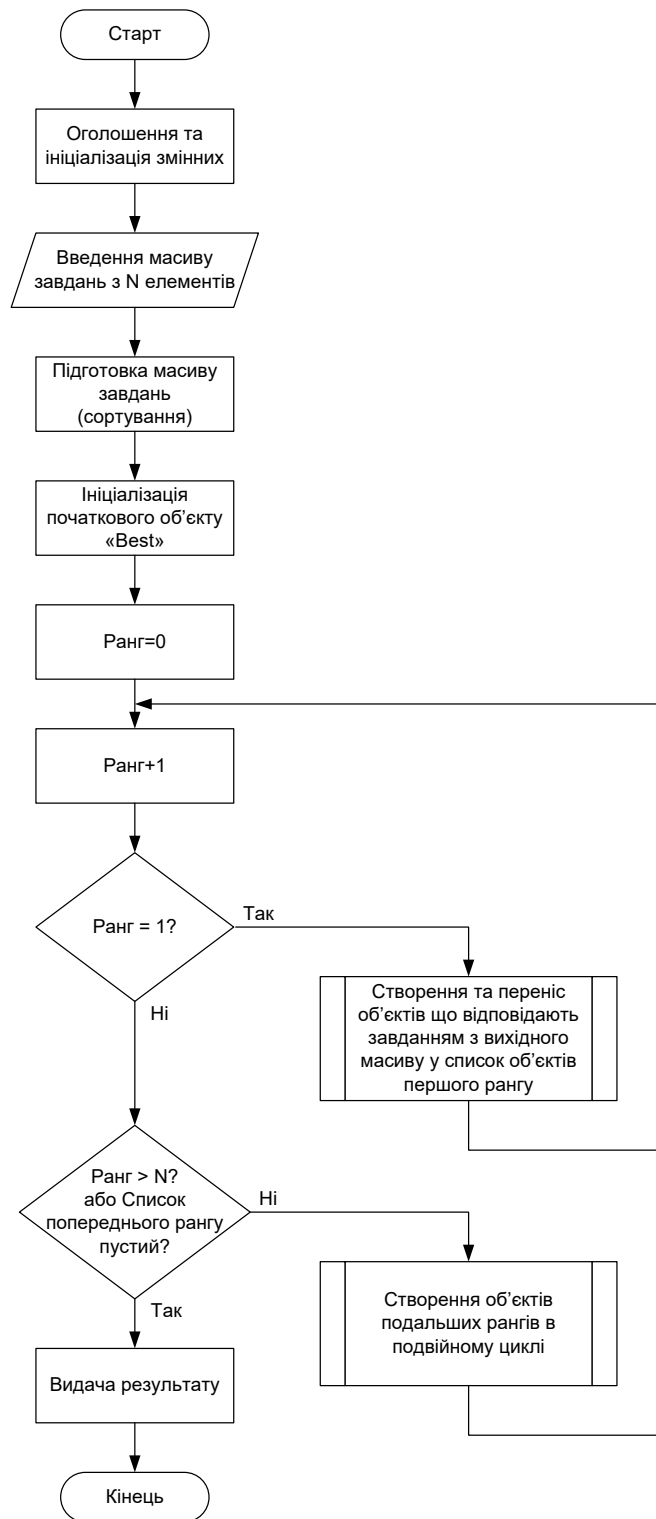 Старт
Оголошення та
ініціалізація змінних
Введення масиву
завдань з N елементів
Підготовка масиву
завдань
(сортування)
Ініціалізація
початкового об’єкту
«Best»
Ранг=0
Ранг+1
Ранг = 1?
Так
Ні
Створення та переніс
об’єктів що відповідають
завданням з вихідного
масиву у список об’єктів
першого рангу
Ранг > N?
або Список
попереднього рангу
пустий?
Ні
Так
Створення об’єктів
подальших рангів в
подвійному циклі
Видача результату
Кінець